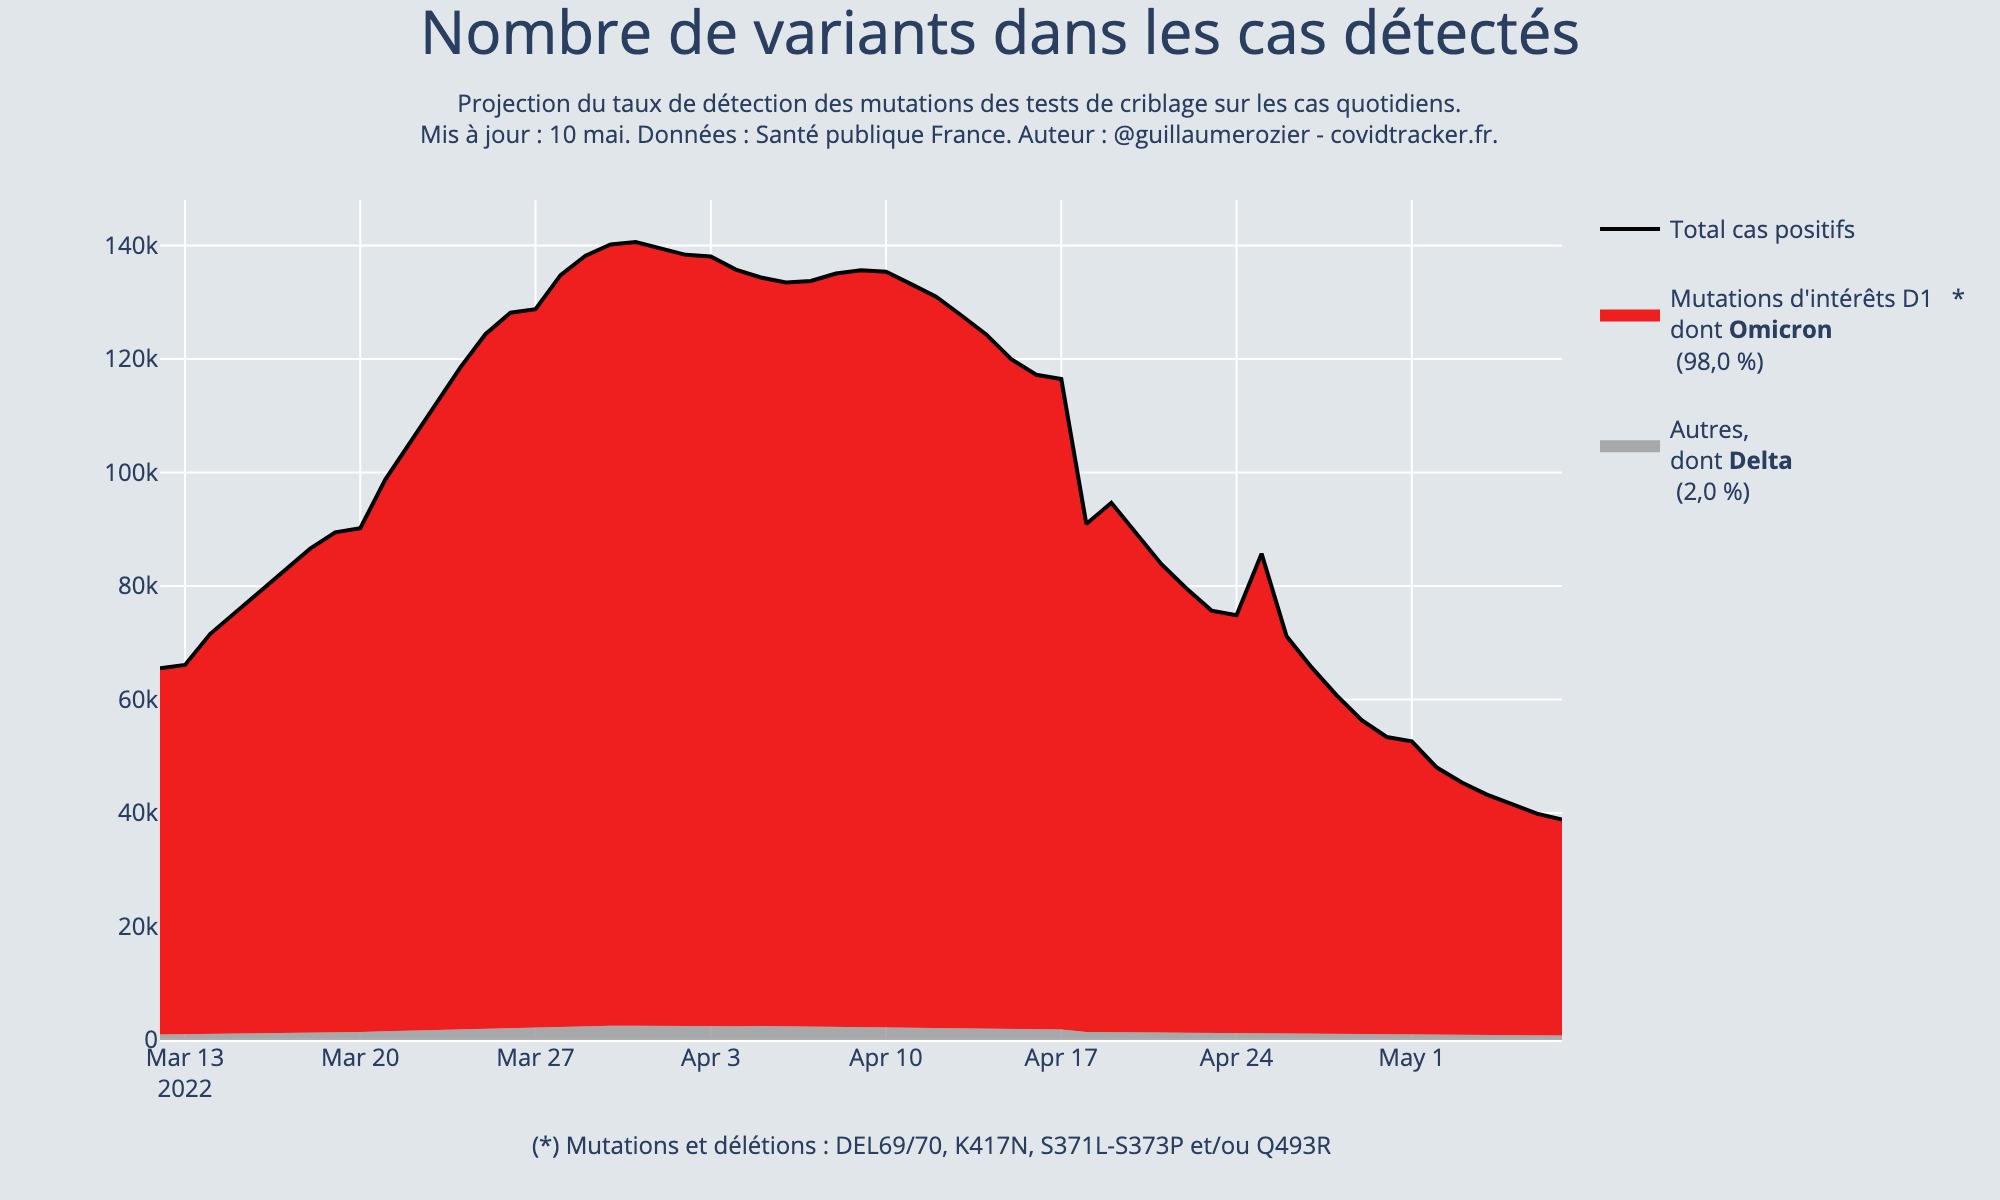 Nombre de variants dans les cas détectés
Projection du taux de détection des mutations des tests de criblage sur les cas quotidiens.
Mis à jour : 10 mai. Données : Santé publique France. Auteur : @guillaumerozier - covidtracker.fr.
140k
120k
100k
80k
60k
40k
20k
0
Mar 13
2022
Mar 20
Mar 27
Apr 3
Apr 10
Apr 17
Apr 24
May 1
Total cas positifs
Mutations d'intérêts D1 *
dont Omicron
(98,0 %)
Autres,
dont Delta
(2,0 %)
(*) Mutations et délétions : DEL69/70, K417N, S371L-S373P et/ou Q493R